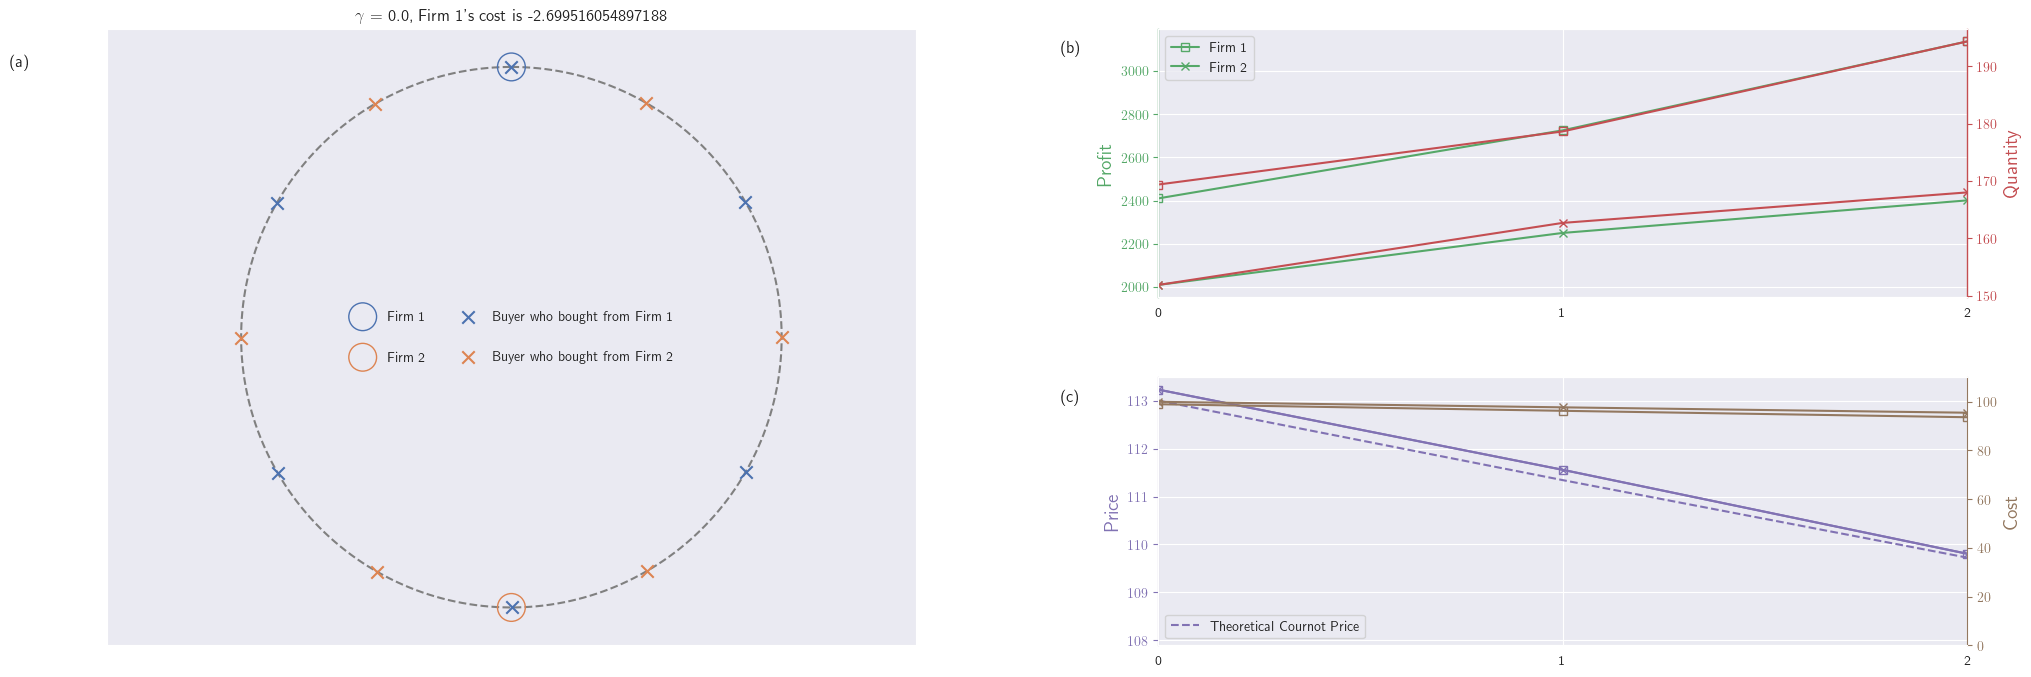 γ = 0.0, Firm 1's cost is -2.699516054897188
(a)
Firm 1
Buyer who bought from Firm 1
Firm 2
Buyer who bought from Firm 2
(b)
Firm 1
Firm 2
Profit
3000
2800
2600
2400
2200
2000
Quantity
190
180
170
160
150
0
1
2
(c)
Price
113
112
111
110
109
108
Theoretical Cournot Price
Cost
100
80
60
40
20
0
0
1
2